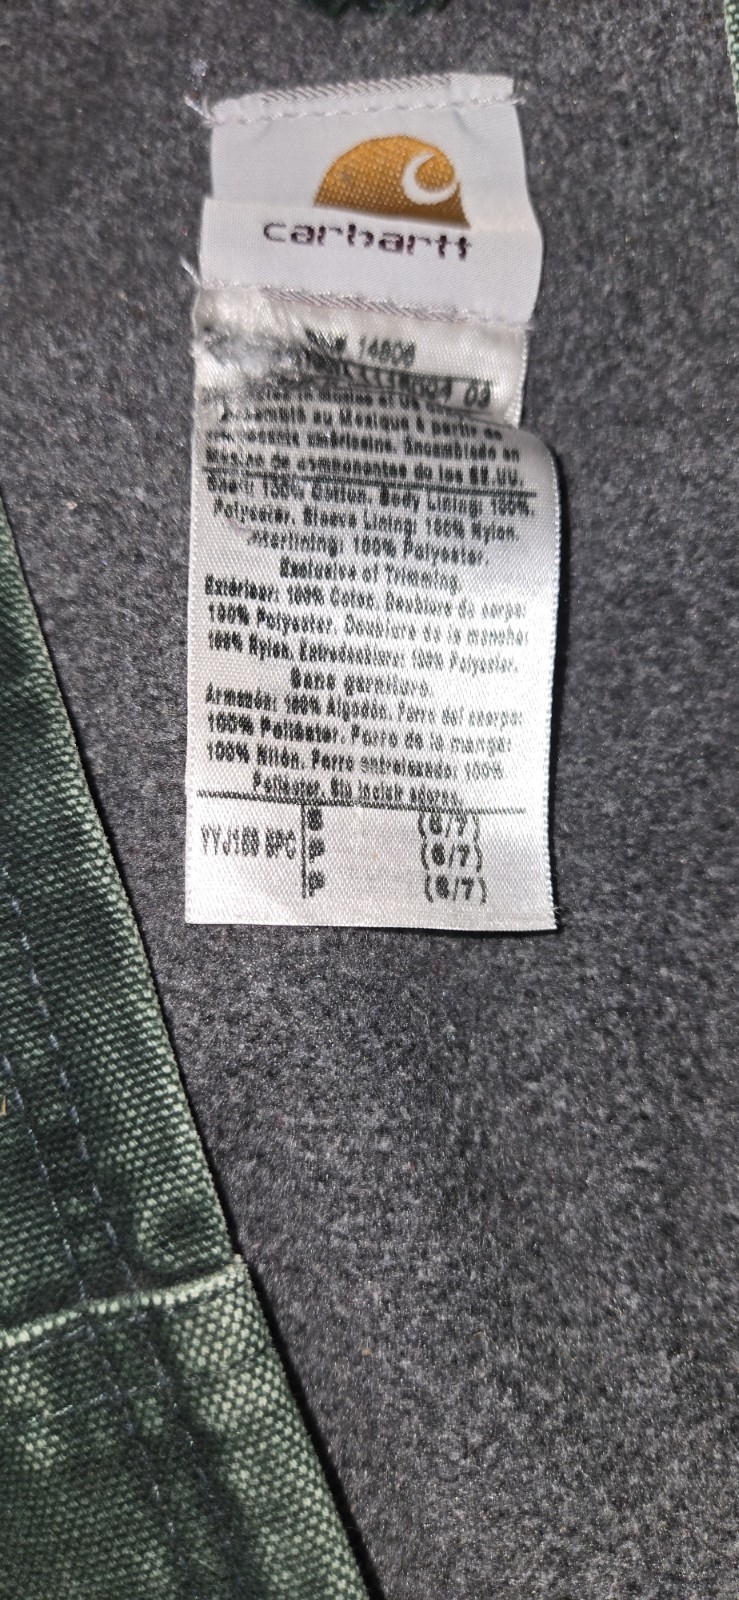 carhartt
14806
03
Assemblé au Mexique à partir de
américains. Ensamblado en
Mexico de componentes de los EE.UU.
Shell: 100% Cotton. Body Lining: 100%
Polyester. Sleeve Lining: 100% Nylon.
Interlining: 100% Polyester.
Exclusive of Trimming.
Extérieur: 100% Coton. Doublure du corps:
100% Polyester. Doublure de la manche:
100% Nylon. Entredoublure: 100% Polyester.
Sans garniture.
Armazón: 100% Algodón. Forro del cuerpo:
100% Poliéster. Forro de la manga:
100% Nilón. Forro entrelazado: 100%
Poliéster. Sin incluir adornos.
S (6/7)
P (6/7)
P (6/7)